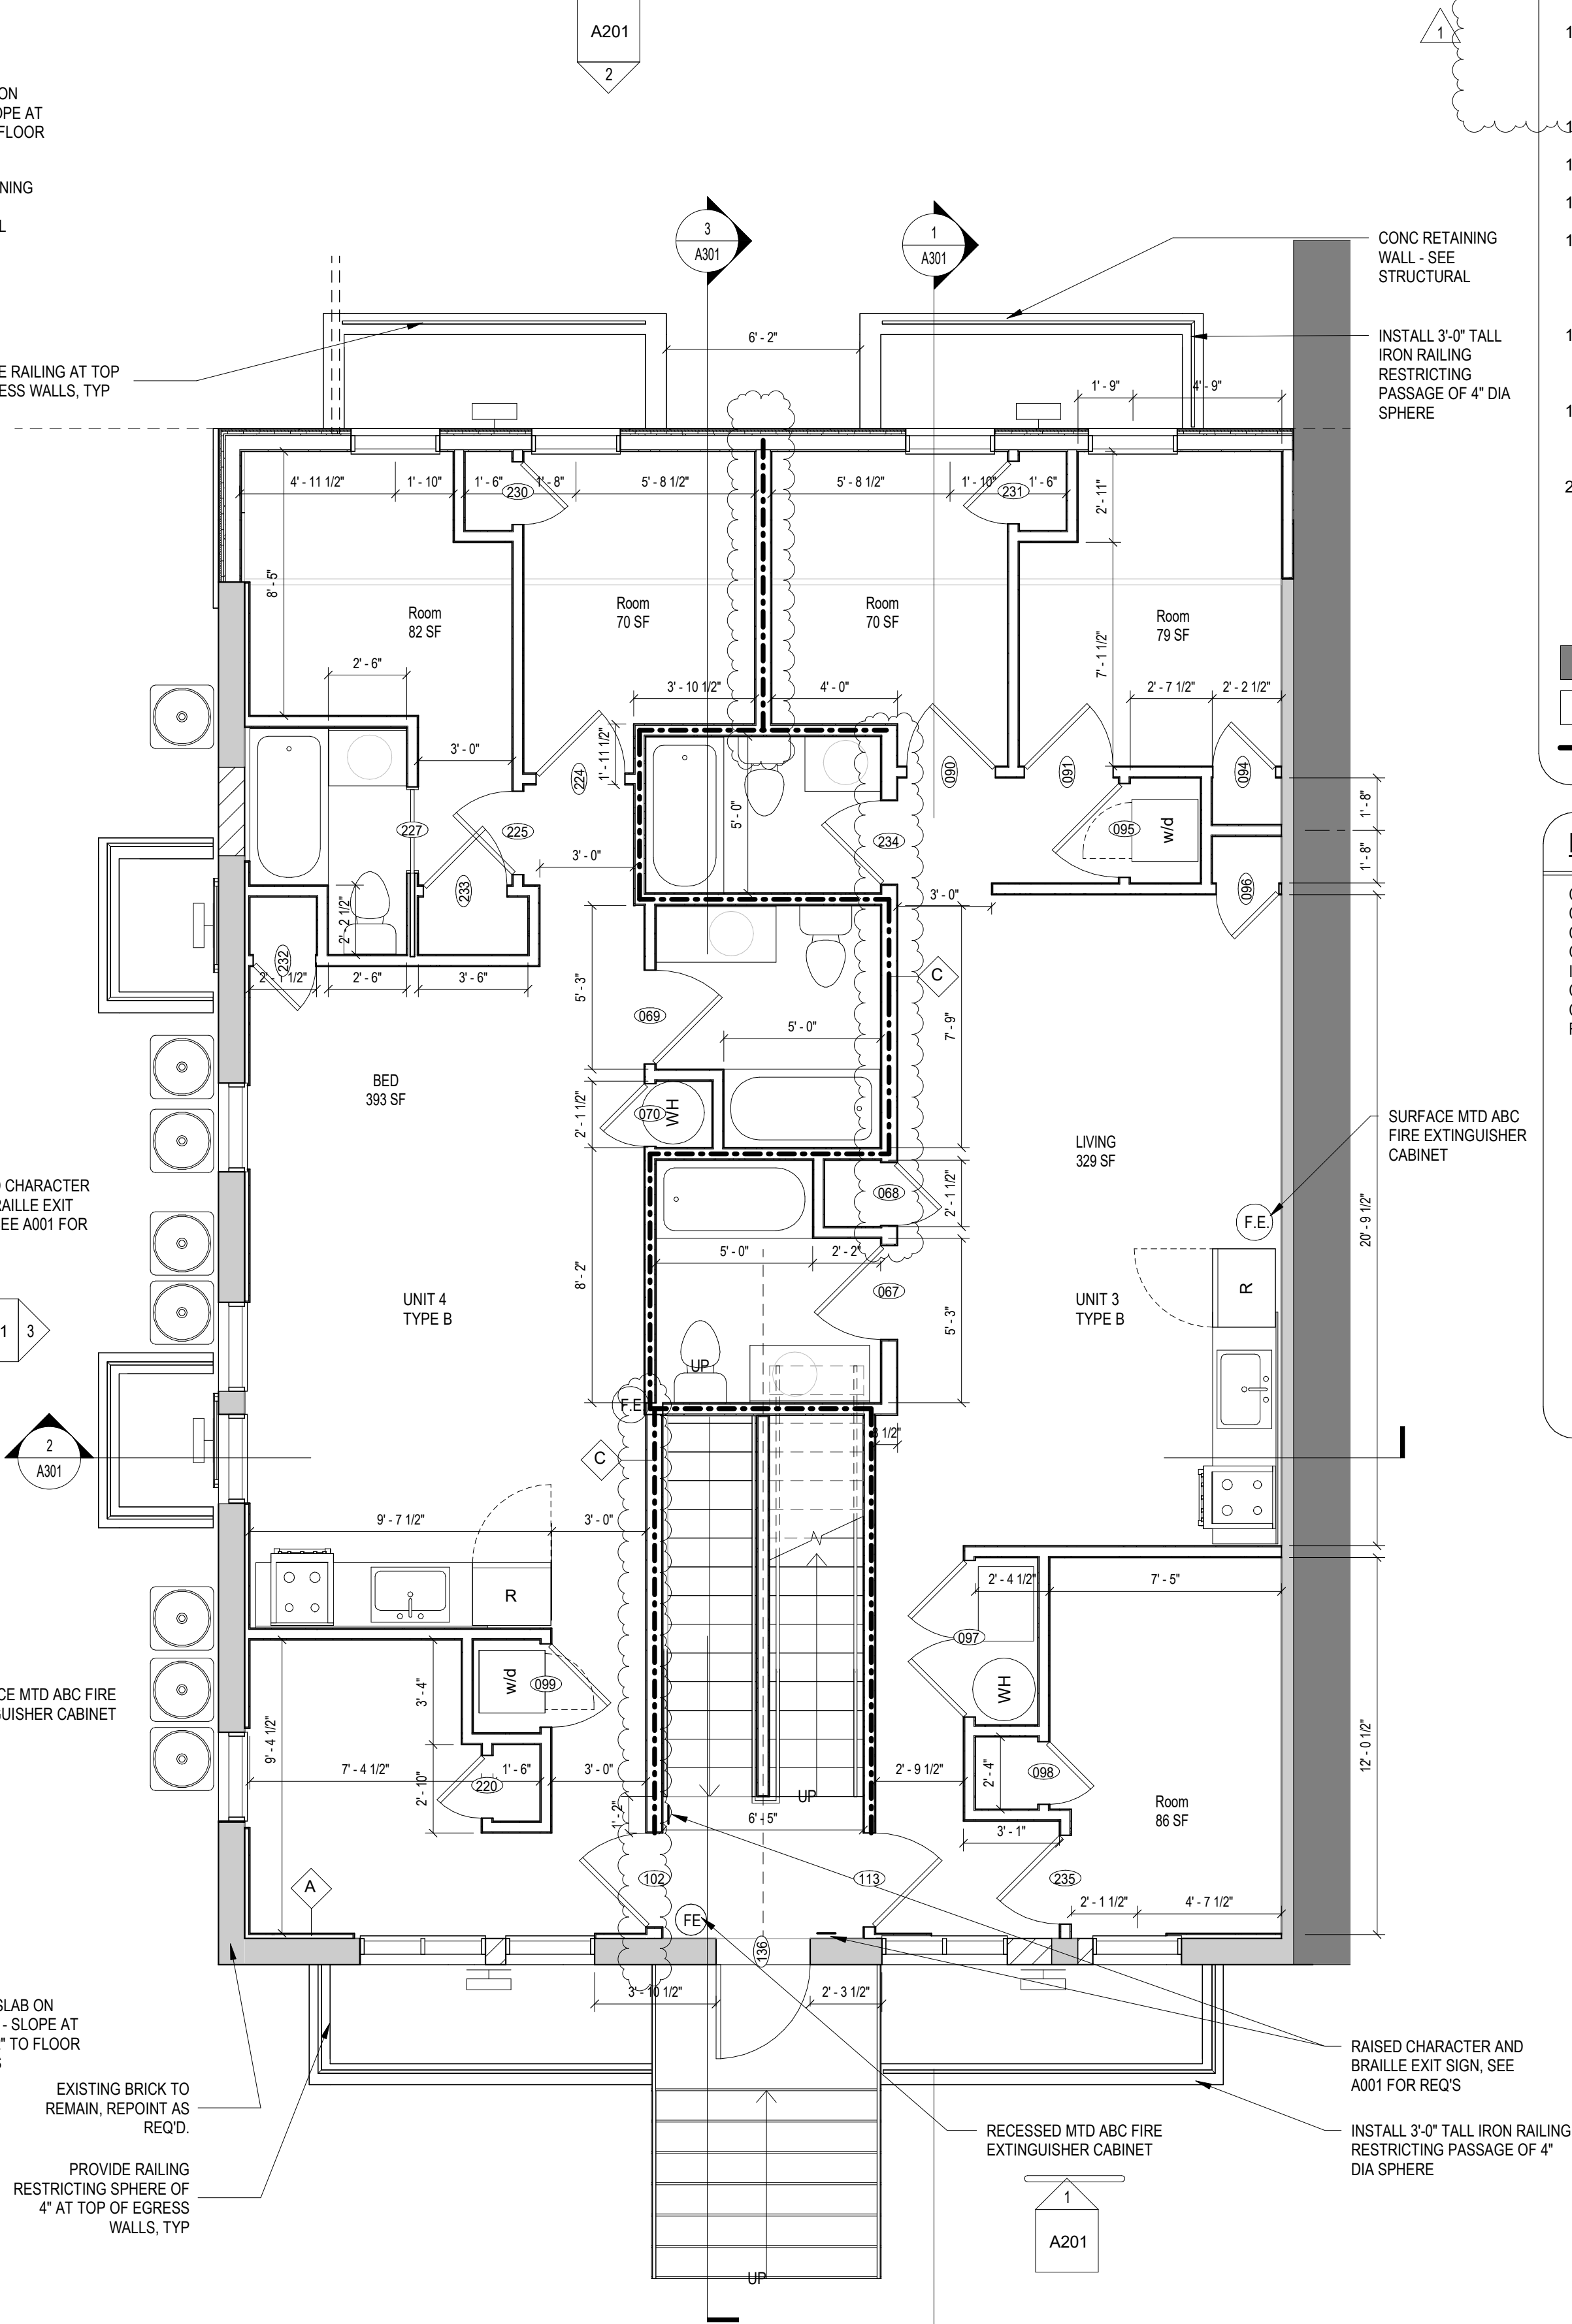 A201
2
1
ON
OPE AT
FLOOR
NING
L
3
A301
1
A301
CONC RETAINING
WALL - SEE
STRUCTURAL
INSTALL 3'-0" TALL
IRON RAILING
RESTRICTING
PASSAGE OF 4" DIA
SPHERE
E RAILING AT TOP
ESS WALLS, TYP
6' - 2"
1' - 9"
4' - 9"
4' - 11 1/2"
1' - 10"
1' - 6"
230
1' - 8"
5' - 8 1/2"
5' - 8 1/2"
1' - 10"
231
1' - 6"
2' - 11"
8' - 5"
Room
82 SF
Room
70 SF
Room
70 SF
Room
79 SF
7' - 1 1/2"
2' - 6"
3' - 10 1/2"
4' - 0"
2' - 7 1/2"
2' - 2 1/2"
3' - 0"
1' - 11 1/2"
224
090
091
094
227
225
5' - 0"
234
095
w/d
1' - 8"
1' - 8"
3' - 0"
233
3' - 0"
096
2' - 2 1/2"
232
2' - 1 1/2"
2' - 6"
3' - 6"
5' - 3"
C
069
5' - 0"
7' - 9"
BED
393 SF
2' - 1 1/2"
070
WH
LIVING
329 SF
SURFACE MTD ABC
FIRE EXTINGUISHER
CABINET
D CHARACTER
RAILLE EXIT
SEE A001 FOR
068
2' - 1 1/2"
F.E.
20' - 9 1/2"
5' - 0"
2' - 2"
8' - 2"
067
R
UNIT 4
TYPE B
UNIT 3
TYPE B
5' - 3"
1
3
UP
F.E.
1/2"
2
A301
C
9' - 7 1/2"
3' - 0"
R
2' - 4 1/2"
7' - 5"
097
w/d
099
3' - 4"
WH
CE MTD ABC FIRE
GUISHER CABINET
9' - 4 1/2"
12' - 0 1/2"
7' - 4 1/2"
2' - 10"
1' - 6"
220
3' - 0"
2' - 9 1/2"
2' - 4"
098
UP
Room
86 SF
1' - 2"
6' - 5"
3' - 1"
A
102
113
235
2' - 1 1/2"
4' - 7 1/2"
FE
136
3' - 10 1/2"
2' - 3 1/2"
SLAB ON
- SLOPE AT
" TO FLOOR
S
RAISED CHARACTER AND
BRAILLE EXIT SIGN, SEE
A001 FOR REQ'S
EXISTING BRICK TO
REMAIN, REPOINT AS
REQ'D.
RECESSED MTD ABC FIRE
EXTINGUISHER CABINET
INSTALL 3'-0" TALL IRON RAILING
RESTRICTING PASSAGE OF 4"
DIA SPHERE
PROVIDE RAILING
RESTRICTING SPHERE OF
4" AT TOP OF EGRESS
WALLS, TYP
1
A201
UP